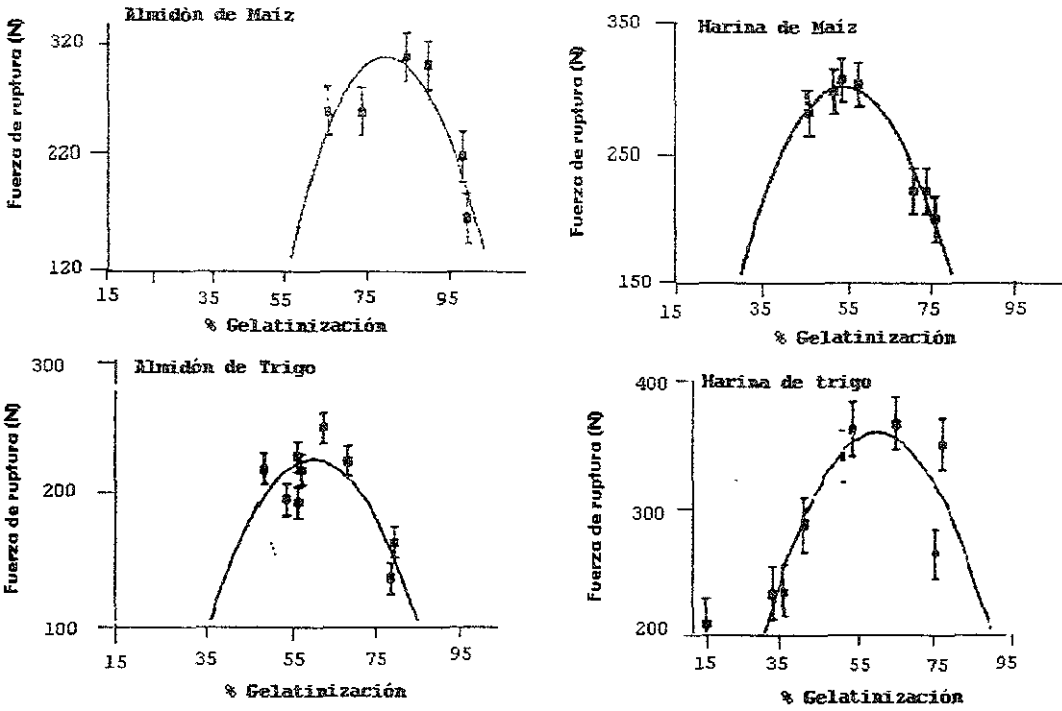 Almidòn de Maíz
Fuerza de ruptura (N)
320
220
120
15 35 55 75 95
% Gelatinización
Harina de Maiz
Fuerza de ruptura (N)
350
250
150
15 35 55 75 95
% Gelatinización
Almidón de Trigo
Fuerza de ruptura (N)
300
200
100
15 35 55 75 95
% Gelatinización
Harina de trigo
Fuerza de ruptura (N)
400
300
200
15 35 55 75 95
% Gelatinización